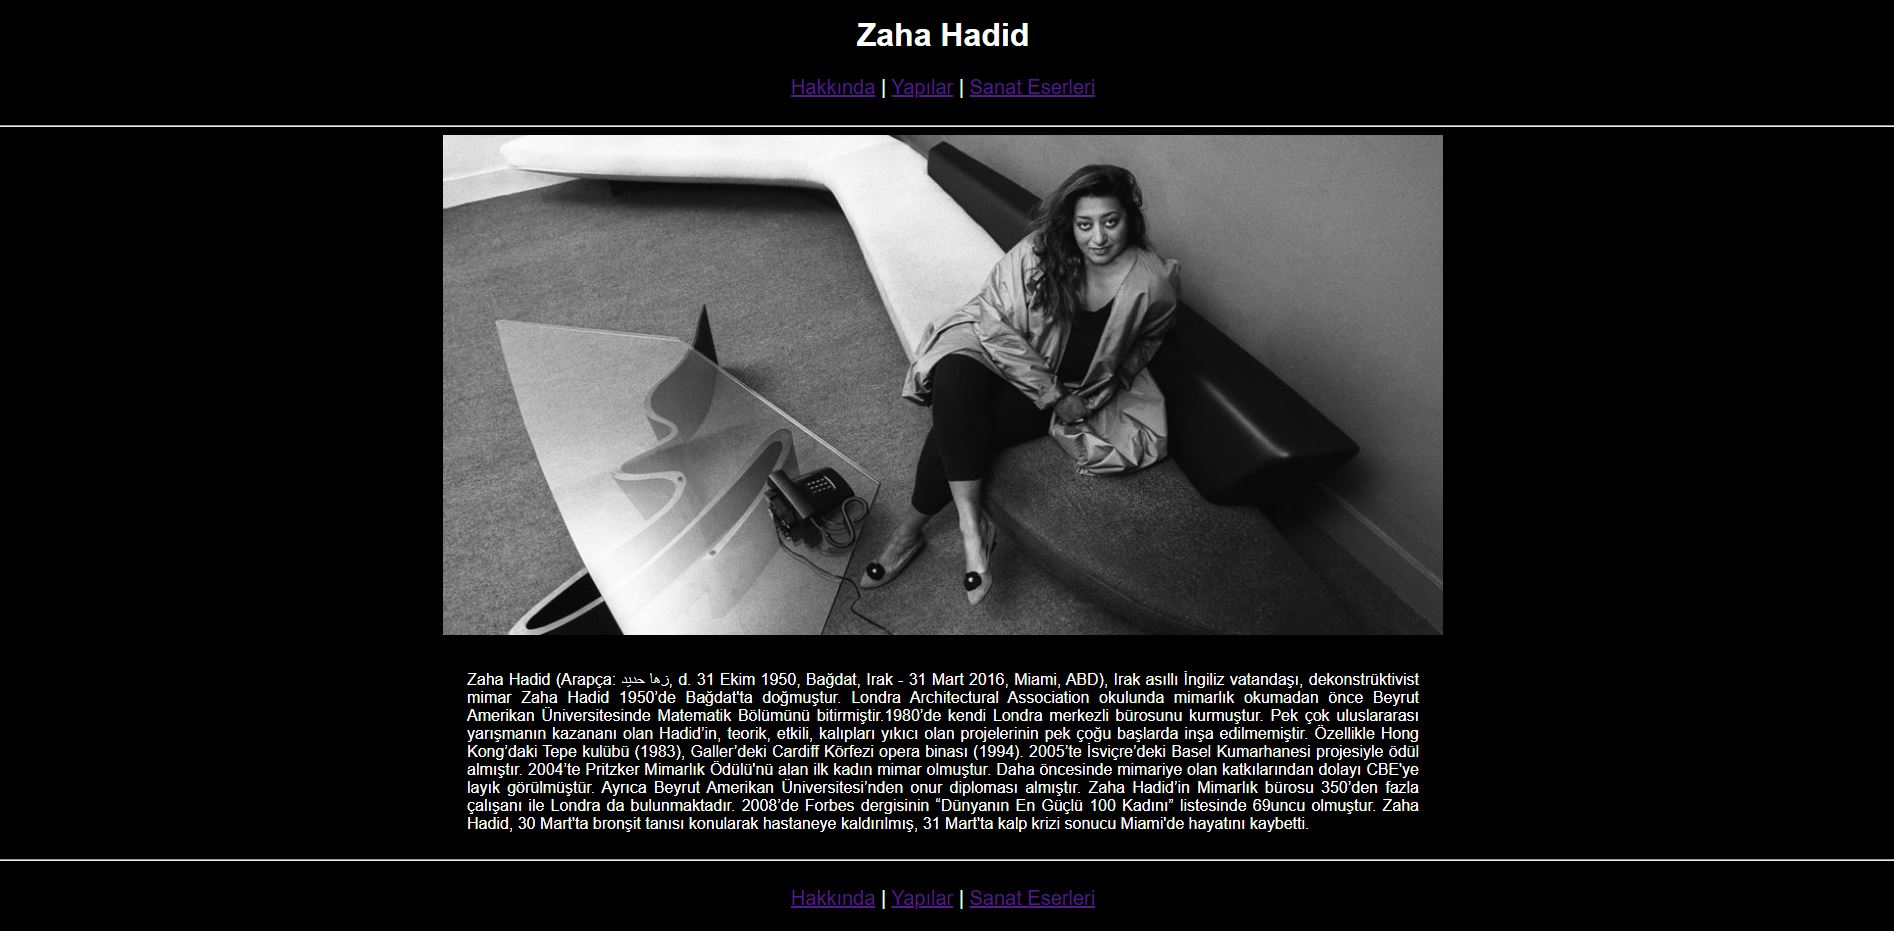 Zaha Hadid
Hakkında | Yapılar | Sanat Eserleri
Zaha Hadid (Arapça: زها حديد, d. 31 Ekim 1950, Bağdat, Irak - 31 Mart 2016, Miami, ABD), Irak asıllı İngiliz vatandaşı, dekonstrüktivist
mimar Zaha Hadid 1950’de Bağdat'ta doğmuştur. Londra Architectural Association okulunda mimarlık okumadan önce Beyrut
Amerikan Üniversitesinde Matematik Bölümünü bitirmiştir.1980’de kendi Londra merkezli bürosunu kurmuştur. Pek çok uluslararası
yarışmanın kazananı olan Hadid’in, teorik, etkili, kalıpları yıkıcı olan projelerinin pek çoğu başlarda inşa edilmemiştir. Özellikle Hong
Kong’daki Tepe kulübü (1983), Galler’deki Cardiff Körfezi opera binası (1994). 2005’te İsviçre’deki Basel Kumarhanesi projesiyle ödül
almıştır. 2004’te Pritzker Mimarlık Ödülü'nü alan ilk kadın mimar olmuştur. Daha öncesinde mimariye olan katkılarından dolayı CBE'ye
layık görülmüştür. Ayrıca Beyrut Amerikan Üniversitesi’nden onur diploması almıştır. Zaha Hadid’in Mimarlık bürosu 350’den fazla
çalışanı ile Londra da bulunmaktadır. 2008’de Forbes dergisinin “Dünyanın En Güçlü 100 Kadını” listesinde 69uncu olmuştur. Zaha
Hadid, 30 Mart'ta bronşit tanısı konularak hastaneye kaldırılmış, 31 Mart'ta kalp krizi sonucu Miami'de hayatını kaybetti.
Hakkında | Yapılar | Sanat Eserleri